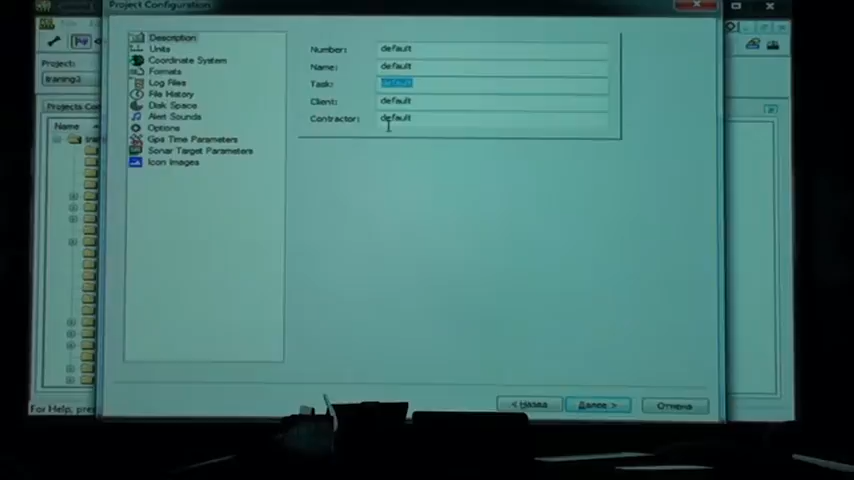 Project Configuration
Project:
training3
Projects
Name
Description
Units
Coordinate System
Formats
Log Files
File History
Disk Space
Alert Sounds
Options
Gps Time Parameters
Sonar Target Parameters
Icon Images
Number: default
Name: default
Task: default
Client: default
Contractor: default
For Help,
< Назад
Далее >
Отмена